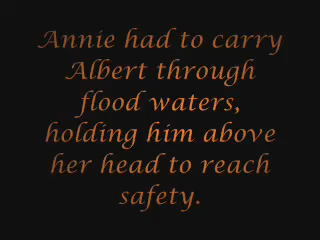 Annie had to carry
Albert through
flood waters,
holding him above
her head to reach
safety.